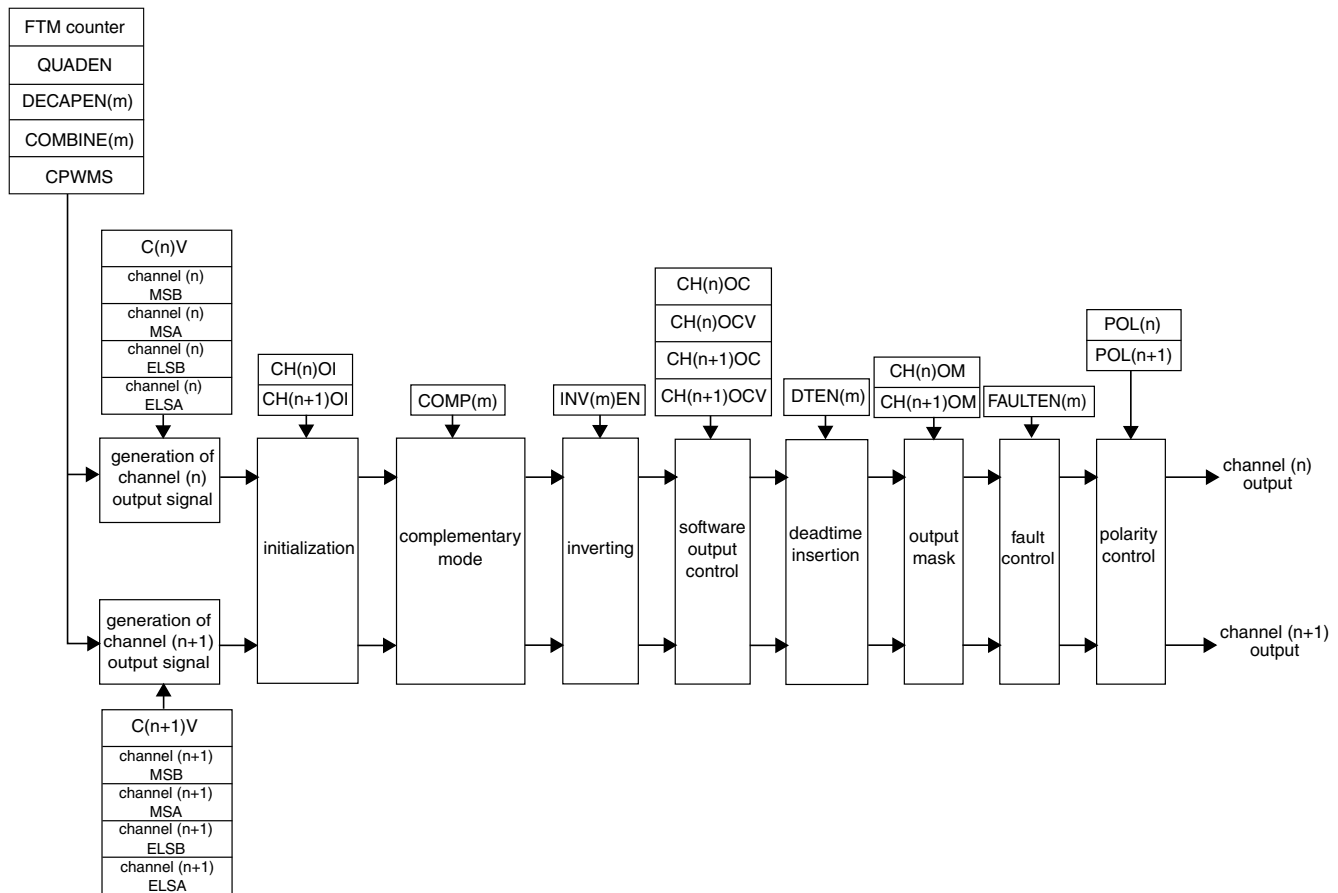 FTM counter
QUADEN
DECAPEN(m)
COMBINE(m)
CPWMS
C(n)V
channel (n)
MSB
channel (n)
MSA
channel (n)
ELSB
channel (n)
ELSA
CH(n)OI
CH(n+1)OI
COMP(m)
INV(m)EN
CH(n)OC
CH(n)OCV
CH(n+1)OC
CH(n+1)OCV
DTEN(m)
CH(n)OM
CH(n+1)OM
FAULTEN(m)
POL(n)
POL(n+1)
generation of
channel (n)
output signal
initialization
complementary
mode
inverting
software
output
control
deadtime
insertion
output
mask
fault
control
polarity
control
channel (n)
output
generation of
channel (n+1)
output signal
channel (n+1)
output
C(n+1)V
channel (n+1)
MSB
channel (n+1)
MSA
channel (n+1)
ELSB
channel (n+1)
ELSA